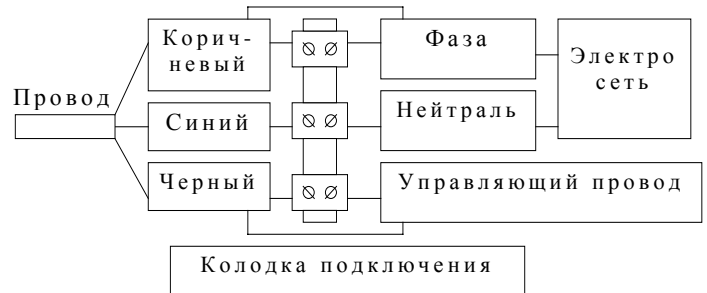 Корич-
невый
Фаза
Электро
сеть
Провод
Синий
Нейтраль
Черный
Управляющий провод
Колодка подключения